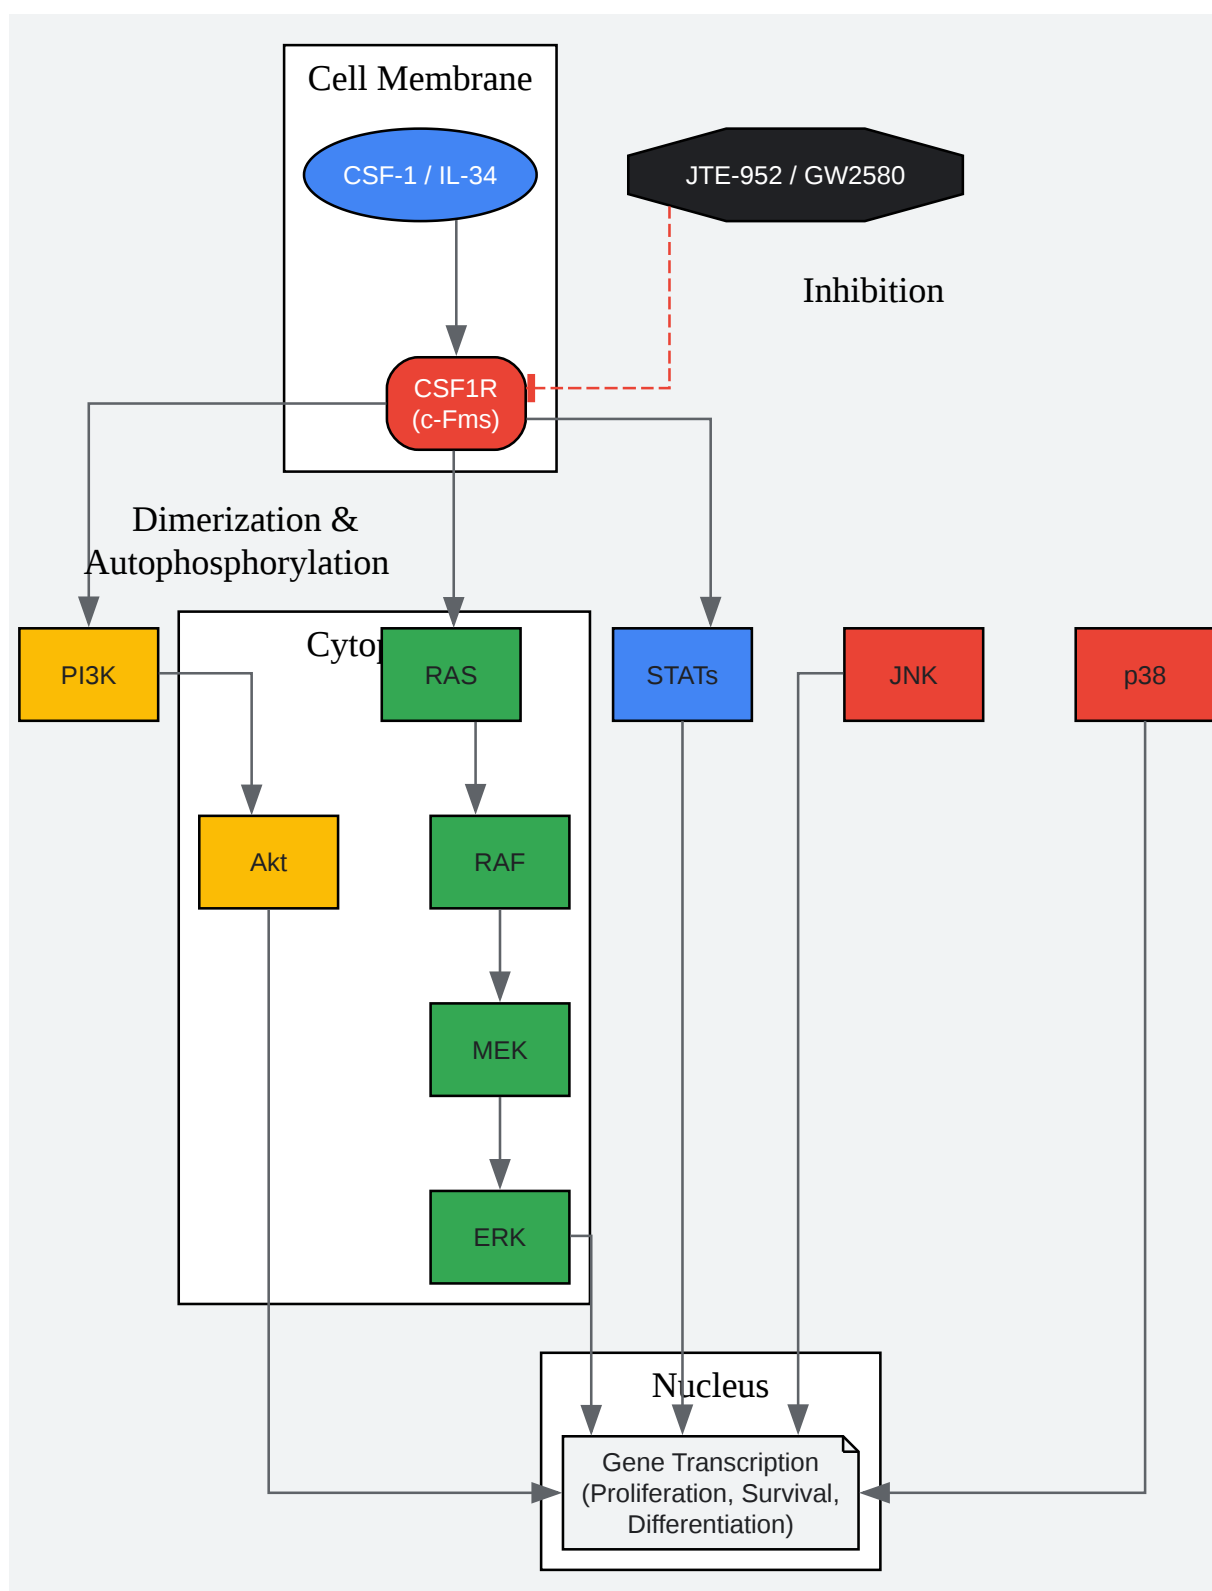 Cell Membrane
CSF-1 / IL-34
JTE-952 / GW2580
Inhibition
CSF1R
(c-Fms)
Dimerization &
Autophosphorylation
PI3K
Cytop
RAS
STATs
JNK
p38
Akt
RAF
MEK
ERK
Nucleus
Gene Transcription
(Proliferation, Survival,
Differentiation)